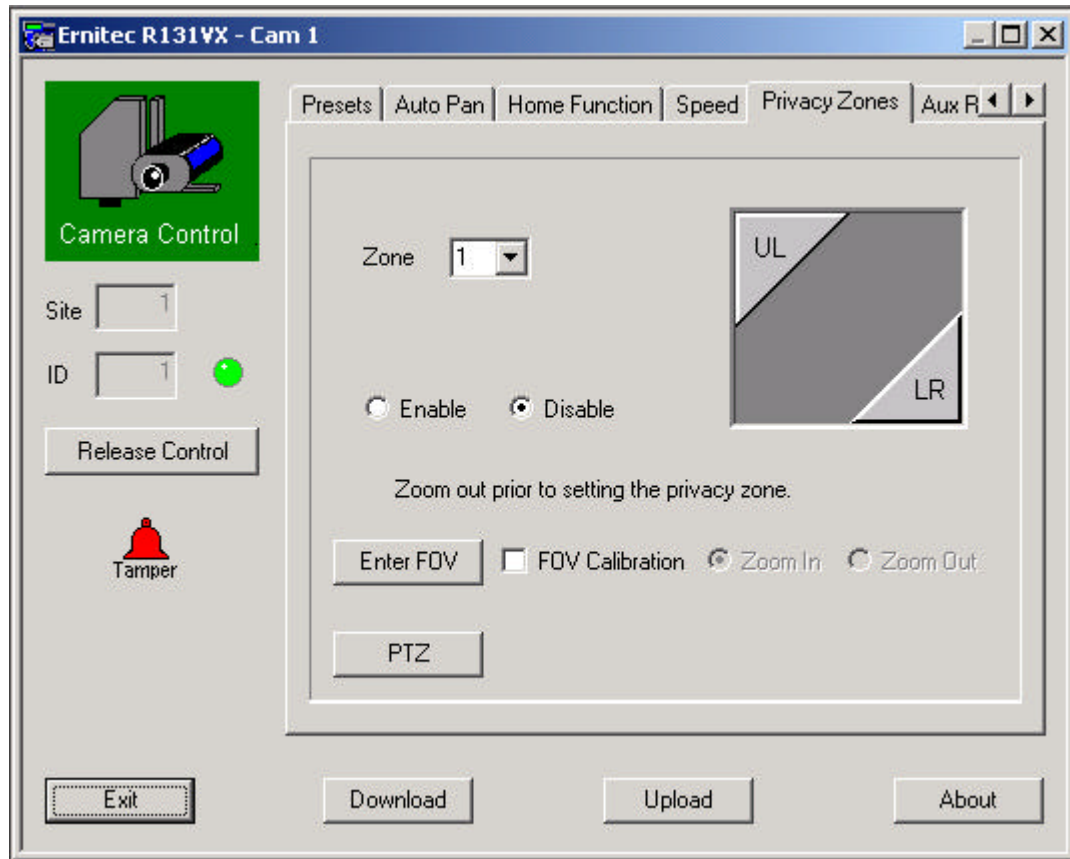 Ernitec R131VX - Cam 1
Presets Auto Pan Home Function Speed Privacy Zones Aux R
Camera Control
Site 1
ID 1
Release Control
Tamper
Zone 1
UL
LR
Enable Disable
Zoom out prior to setting the privacy zone.
Enter FOV FOV Calibration Zoom In Zoom Out
PTZ
Exit Download Upload About